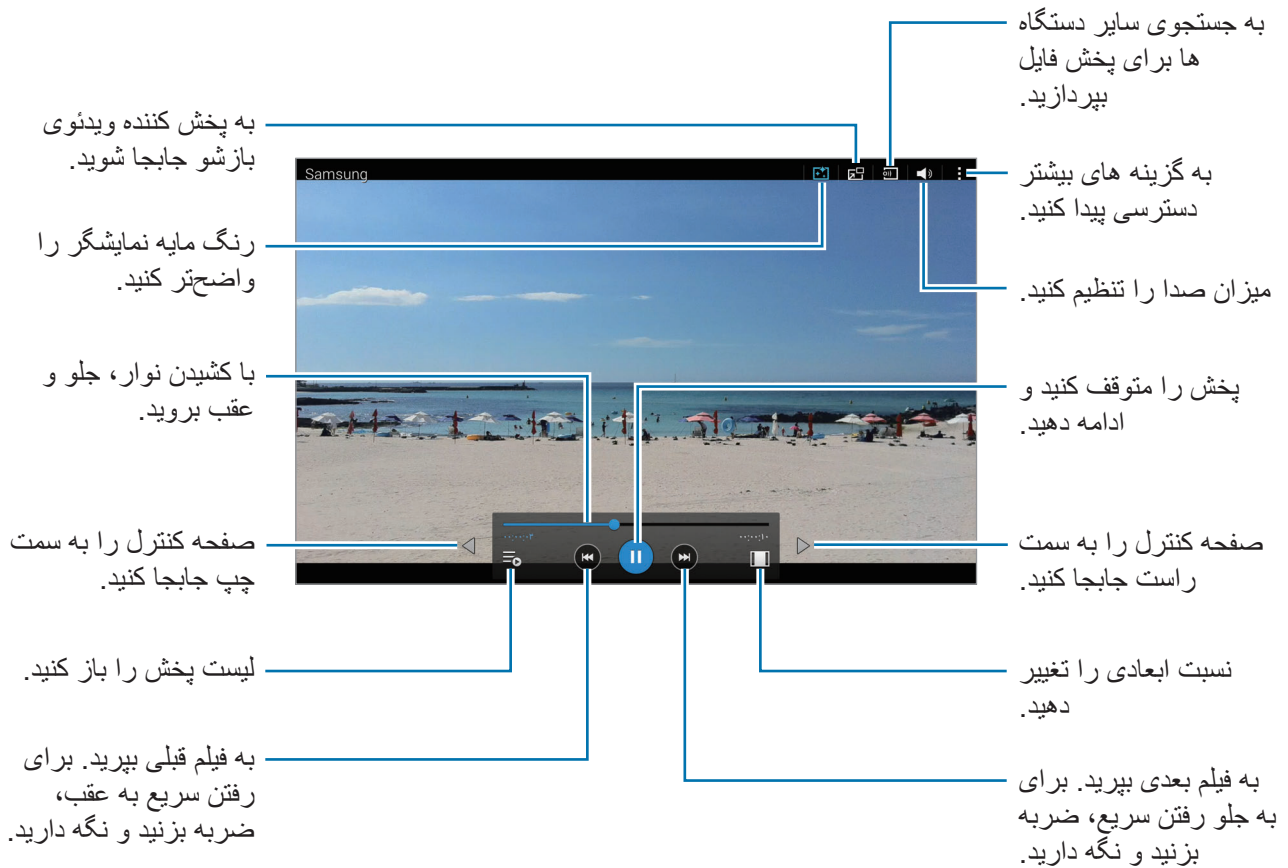 به جستجوی سایر دستگاه
ها برای پخش فایل
بپردازید.
به پخش کننده ویدئوی
بازشو جابجا شوید.
به گزینه های بیشتر
دسترسی پیدا کنید.
Samsung
رنگ مایه نمایشگر را
واضح‌تر کنید.
میزان صدا را تنظیم کنید.
با کشیدن نوار، جلو و
عقب بروید.
پخش را متوقف کنید و
ادامه دهید.
صفحه کنترل را به سمت
چپ جابجا کنید.
صفحه کنترل را به سمت
راست جابجا کنید.
لیست پخش را باز کنید.
نسبت ابعادی را تغییر
دهید.
به فیلم قبلی بپرید. برای
رفتن سریع به عقب،
ضربه بزنید و نگه دارید.
به فیلم بعدی بپرید. برای
به جلو رفتن سریع، ضربه
بزنید و نگه دارید.